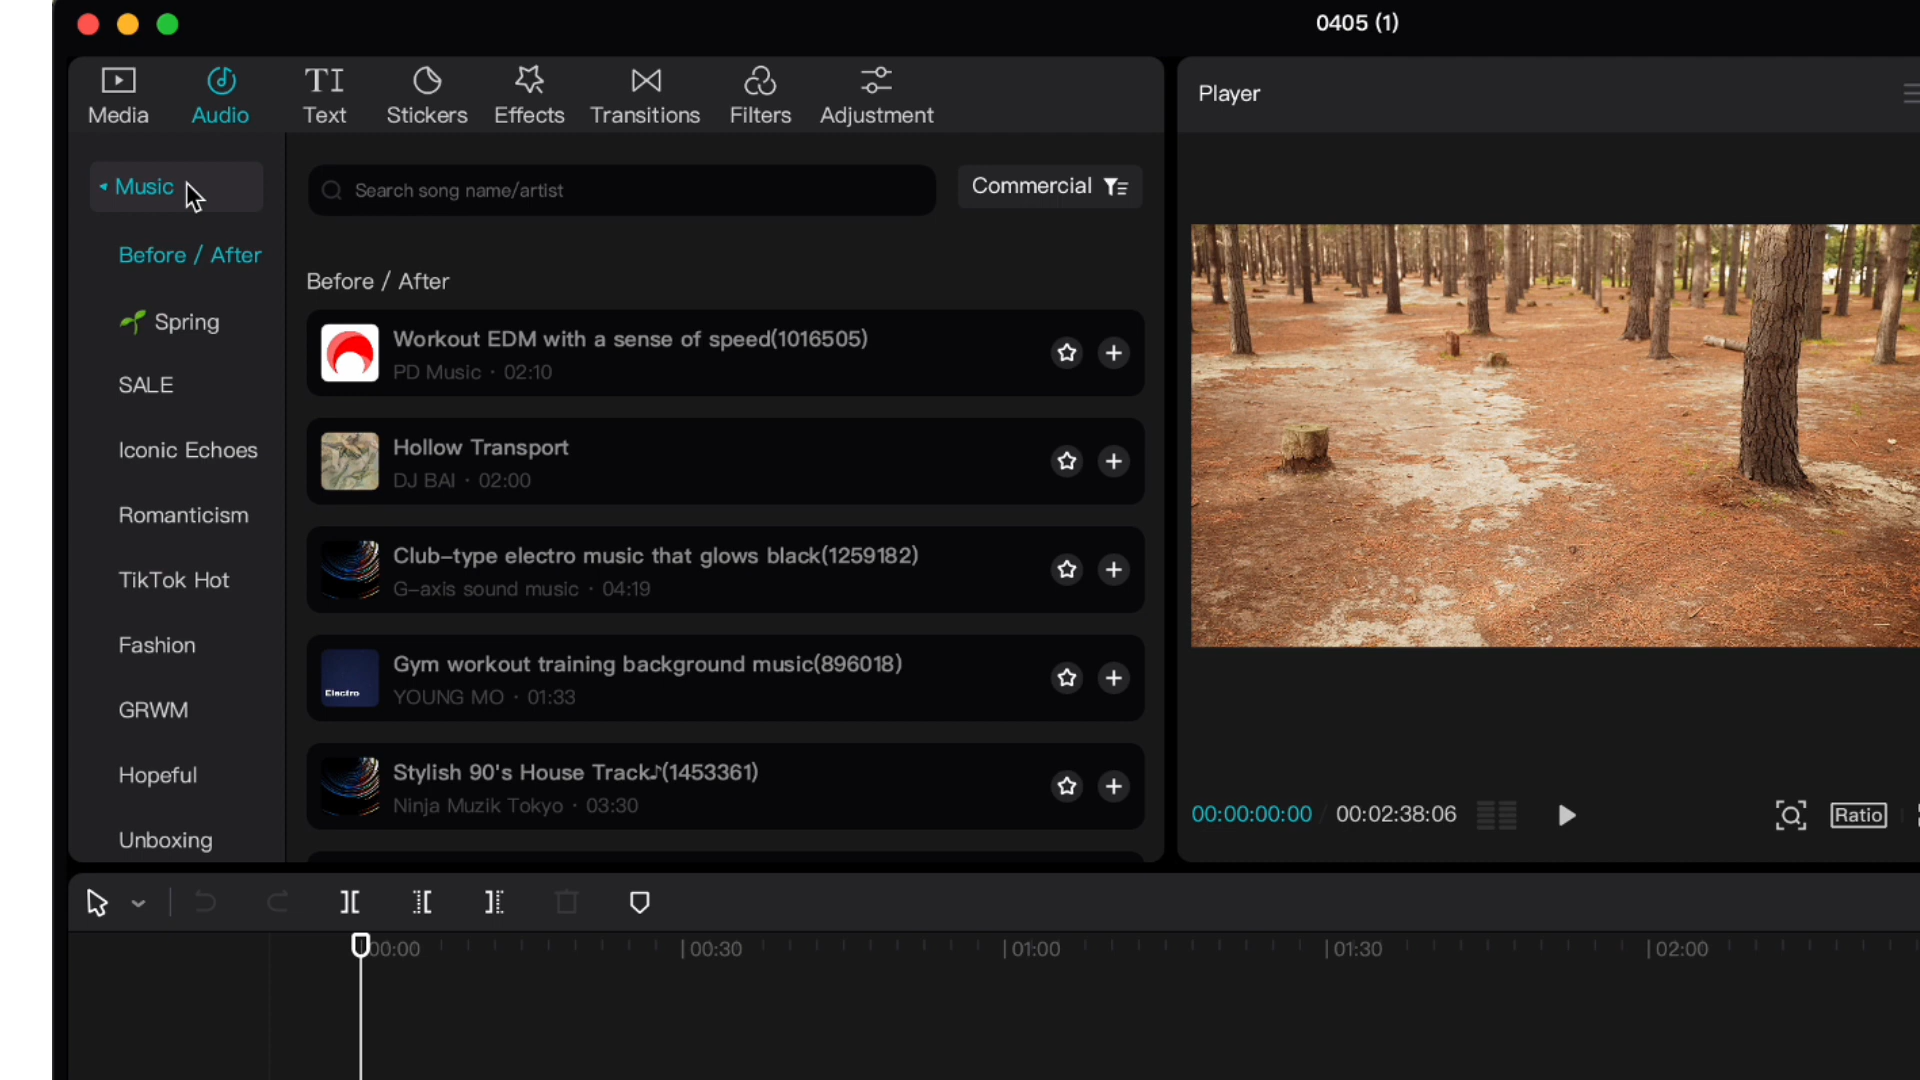 0405 (1)
Media
Audio
TI
Text
Stickers
Effects
Transitions
Filters
Adjustment
Player
Music
Before / After
Spring
SALE
Iconic Echoes
Romanticism
TikTok Hot
Fashion
GRWM
Hopeful
Unboxing
Search song name/artist
Commercial
Before / After
Workout EDM with a sense of speed(1016505)
PD Music · 02:10
Hollow Transport
DJ BAI · 02:00
Club-type electro music that glows black(1259182)
G-axis sound music · 04:19
Electro
Gym workout training background music(896018)
YOUNG MO · 01:33
Stylish 90's House Track♪(1453361)
Ninja Muzik Tokyo · 03:30
00:00:00:00 / 00:02:38:06
Ratio
00:00
00:30
01:00
01:30
02:00